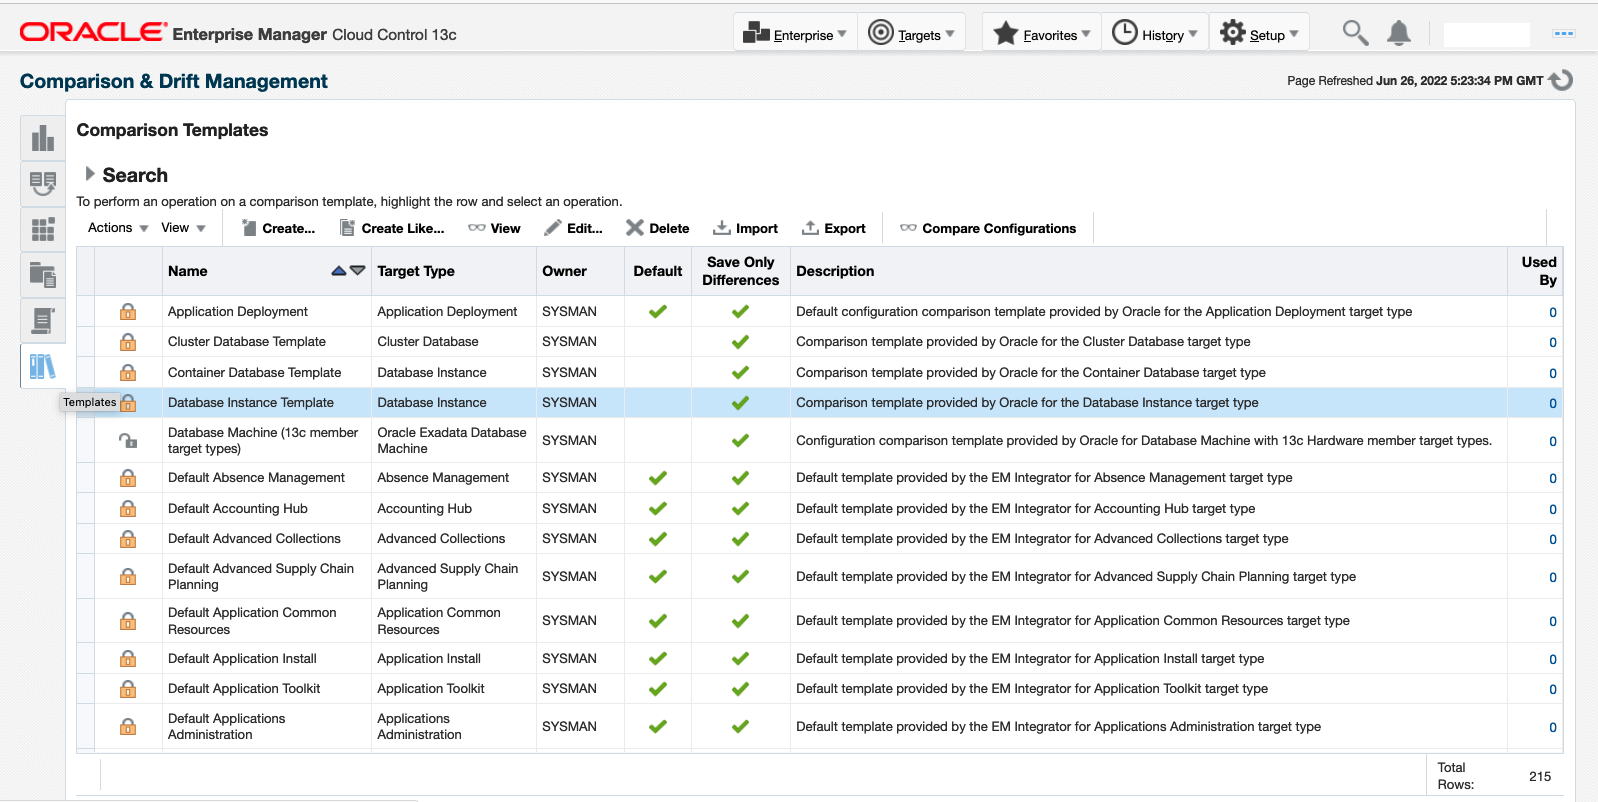 ORACLE Enterprise Manager Cloud Control 13c
Enterprise Targets Favorites History Setup
Comparison & Drift Management
Page Refreshed Jun 26, 2022 5:23:34 PM GMT
Comparison Templates
Search
To perform an operation on a comparison template, highlight the row and select an operation.
Actions View Create... Create Like... View Edit... Delete Import Export Compare Configurations
Name Target Type Owner Default Save Only Differences Description Used By
Application Deployment Application Deployment SYSMAN Default configuration comparison template provided by Oracle for the Application Deployment target type 0
Cluster Database Template Cluster Database SYSMAN Comparison template provided by Oracle for the Cluster Database target type 0
Container Database Template Database Instance SYSMAN Comparison template provided by Oracle for the Container Database target type 0
Templates
Database Instance Template Database Instance SYSMAN Comparison template provided by Oracle for the Database Instance target type 0
Database Machine (13c member target types) Oracle Exadata Database Machine SYSMAN Configuration comparison template provided by Oracle for Database Machine with 13c Hardware member target types. 0
Default Absence Management Absence Management SYSMAN Default template provided by the EM Integrator for Absence Management target type 0
Default Accounting Hub Accounting Hub SYSMAN Default template provided by the EM Integrator for Accounting Hub target type 0
Default Advanced Collections Advanced Collections SYSMAN Default template provided by the EM Integrator for Advanced Collections target type 0
Default Advanced Supply Chain Planning Advanced Supply Chain Planning SYSMAN Default template provided by the EM Integrator for Advanced Supply Chain Planning target type 0
Default Application Common Resources Application Common Resources SYSMAN Default template provided by the EM Integrator for Application Common Resources target type 0
Default Application Install Application Install SYSMAN Default template provided by the EM Integrator for Application Install target type 0
Default Application Toolkit Application Toolkit SYSMAN Default template provided by the EM Integrator for Application Toolkit target type 0
Default Applications Administration Applications Administration SYSMAN Default template provided by the EM Integrator for Applications Administration target type 0
Total Rows: 215